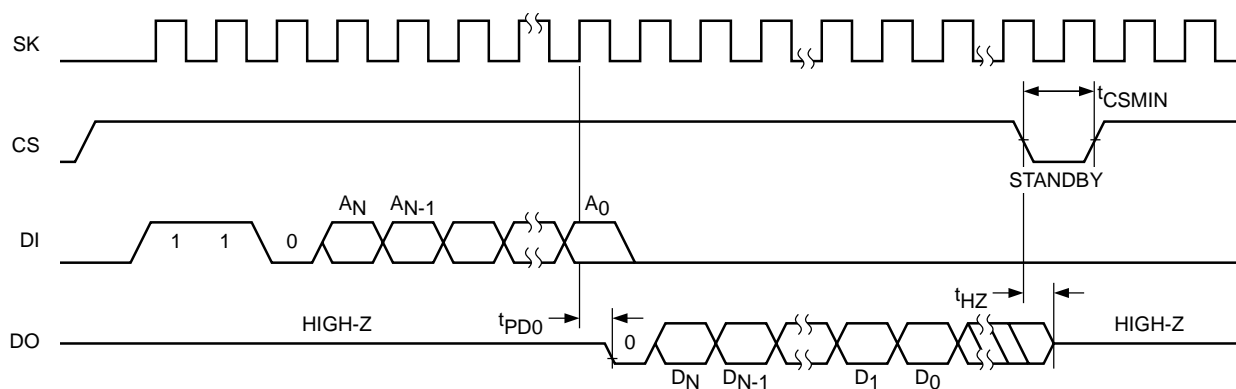 SK
tCSMIN
CS
STANDBY
AN AN-1 A0
DI 1 1 0
tHZ
tPD0
HIGH-Z HIGH-Z
DO 0
DN DN-1 D1 D0